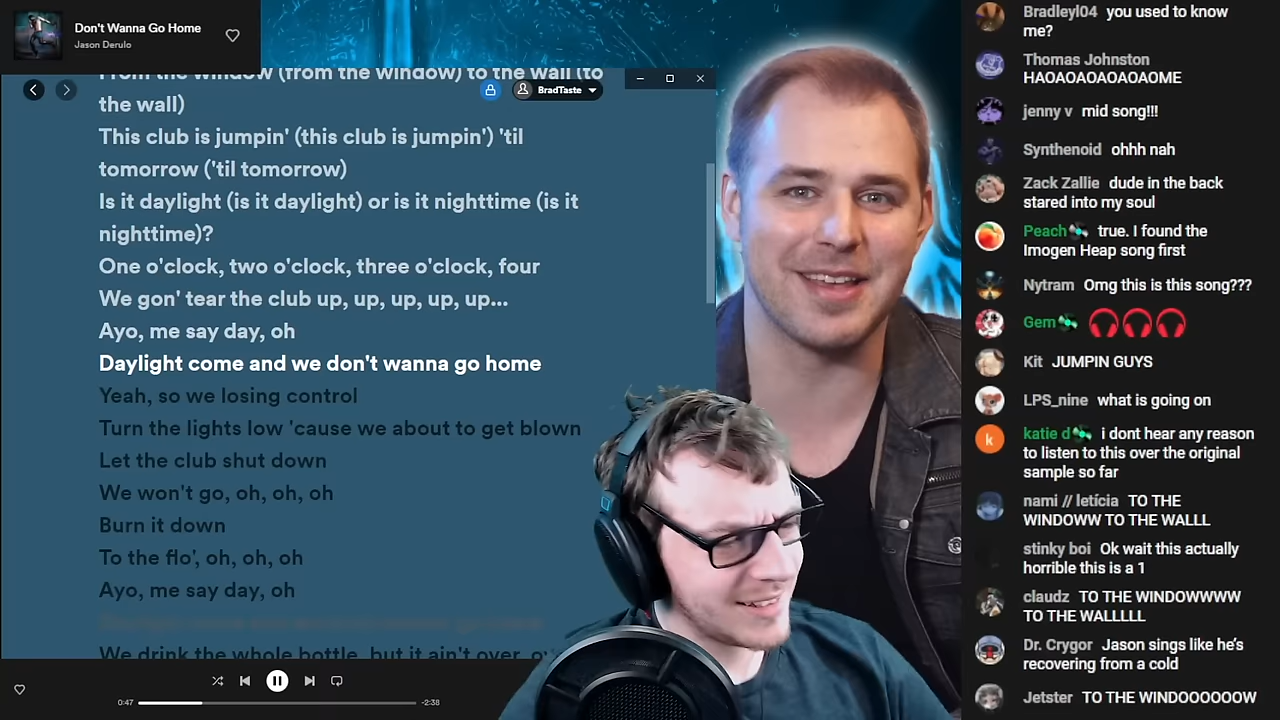 Don't Wanna Go Home
Jason Derulo
From the window (from the window) to the wall (to
the wall)
BradTaste
This club is jumpin' (this club is jumpin') 'til
tomorrow ('til tomorrow)
Is it daylight (is it daylight) or is it nighttime (is it
nighttime)?
One o'clock, two o'clock, three o'clock, four
We gon' tear the club up, up, up, up, up...
Ayo, me say day, oh
Daylight come and we don't wanna go home
Yeah, so we losing control
Turn the lights low 'cause we about to get blown
Let the club shut down
We won't go, oh, oh, oh
Burn it down
To the flo', oh, oh, oh
Ayo, me say day, oh
We drink the whole bottle, but it ain't over
0:47
-2:38
Bradleyl04 you used to know
me?
Thomas Johnston
HAOAOAOAOAOAOME
jenny v mid song!!!
Synthenoid ohhh nah
Zack Zallie dude in the back
stared into my soul
Peach true. I found the
Imogen Heap song first
Nytram Omg this is this song???
Gem
Kit JUMPIN GUYS
LPS_nine what is going on
k
katie d i dont hear any reason
to listen to this over the original
sample so far
nami // letícia TO THE
WINDOWW TO THE WALLL
stinky boi Ok wait this actually
horrible this is a 1
claudz TO THE WINDOWWWW
TO THE WALLLLL
Dr. Crygor Jason sings like he's
recovering from a cold
Jetster TO THE WINDOOOOOOW